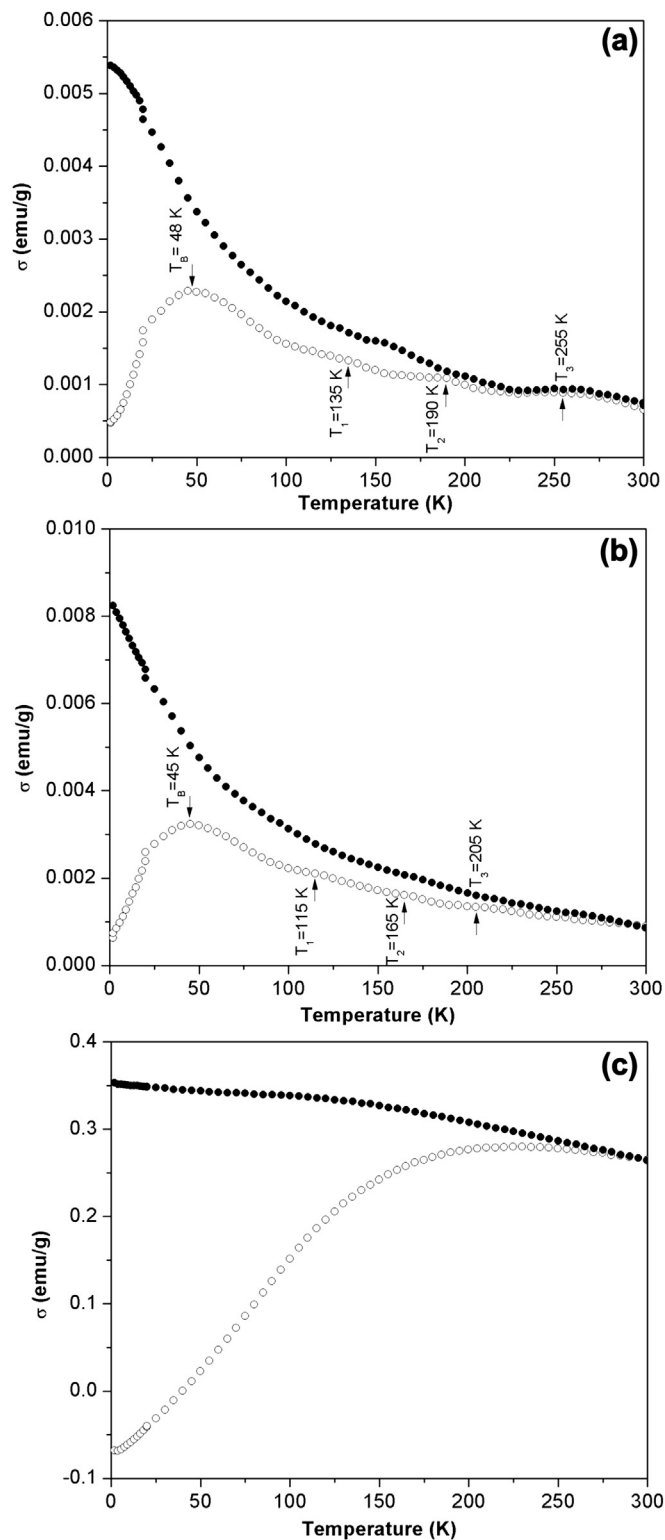 (a)
0.006
0.005
0.004
0.003
0.002
0.001
0.000
σ (emu/g)
T_B = 48 K
T_1=135 K
T_2=190 K
T_3=255 K
0 50 100 150 200 250 300
Temperature (K)
(b)
0.010
0.008
0.006
0.004
0.002
0.000
σ (emu/g)
T_B=45 K
T_1=115 K
T_2=165 K
T_3=205 K
0 50 100 150 200 250 300
Temperature (K)
(c)
0.4
0.3
0.2
0.1
0.0
-0.1
σ (emu/g)
0 50 100 150 200 250 300
Temperature (K)